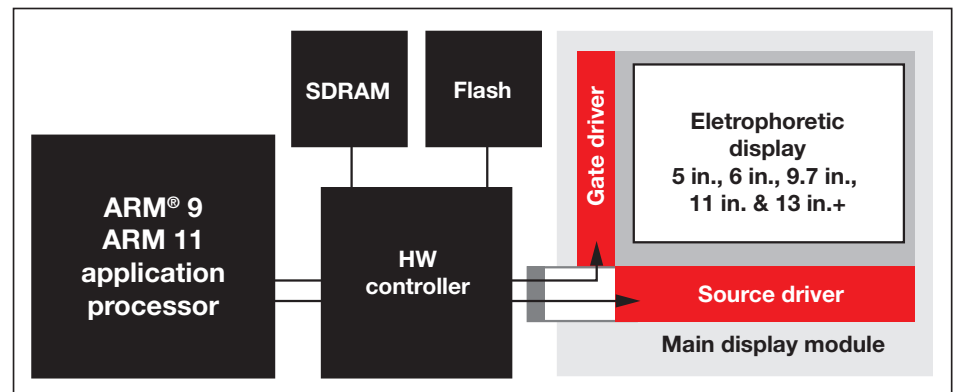 SDRAM
Flash
ARM® 9
ARM 11
application
processor
HW
controller
Gate driver
Eletrophoretic
display
5 in., 6 in., 9.7 in.,
11 in. & 13 in.+
Source driver
Main display module